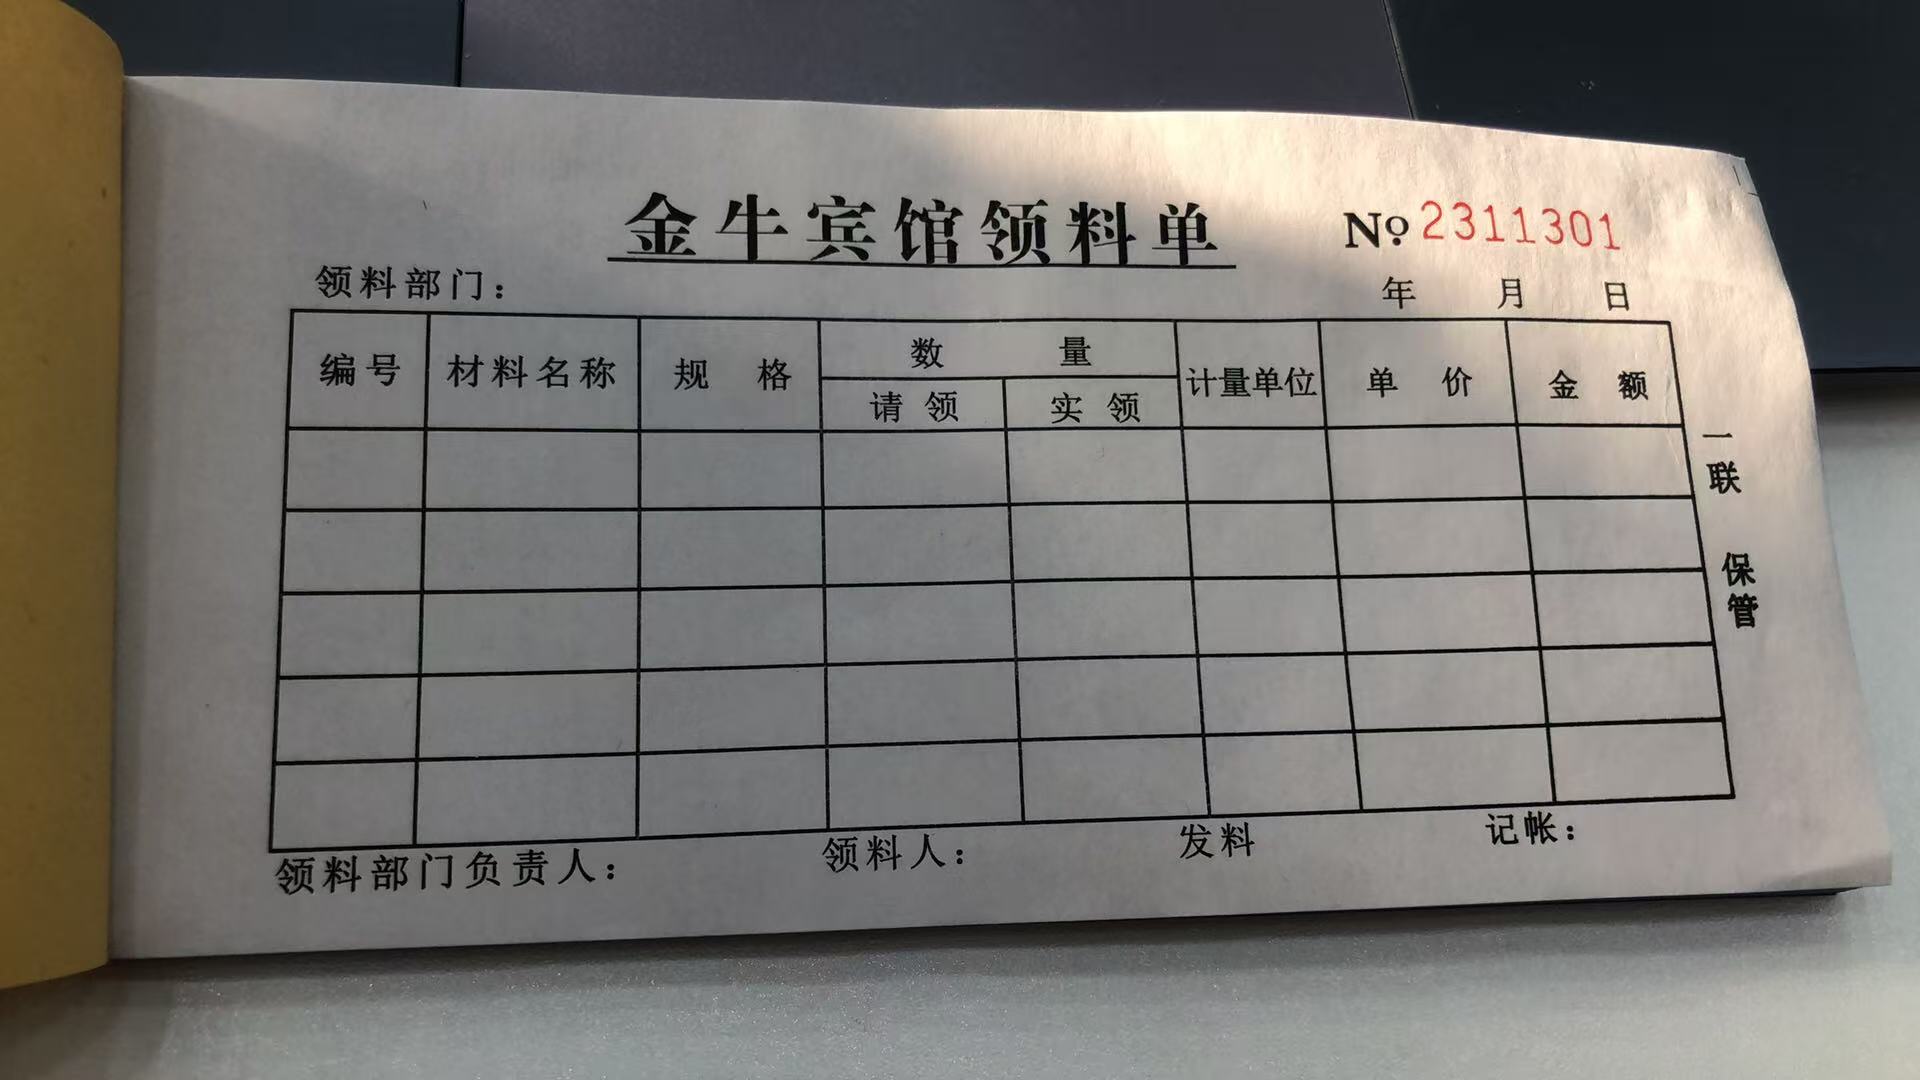 金牛宾馆领料单 No 2311301
领料部门： 年 月 日
编号 材料名称 规格 数量 计量单位 单价 金额
请领 实领
一联 保管
领料部门负责人： 领料人： 发料 记帐：